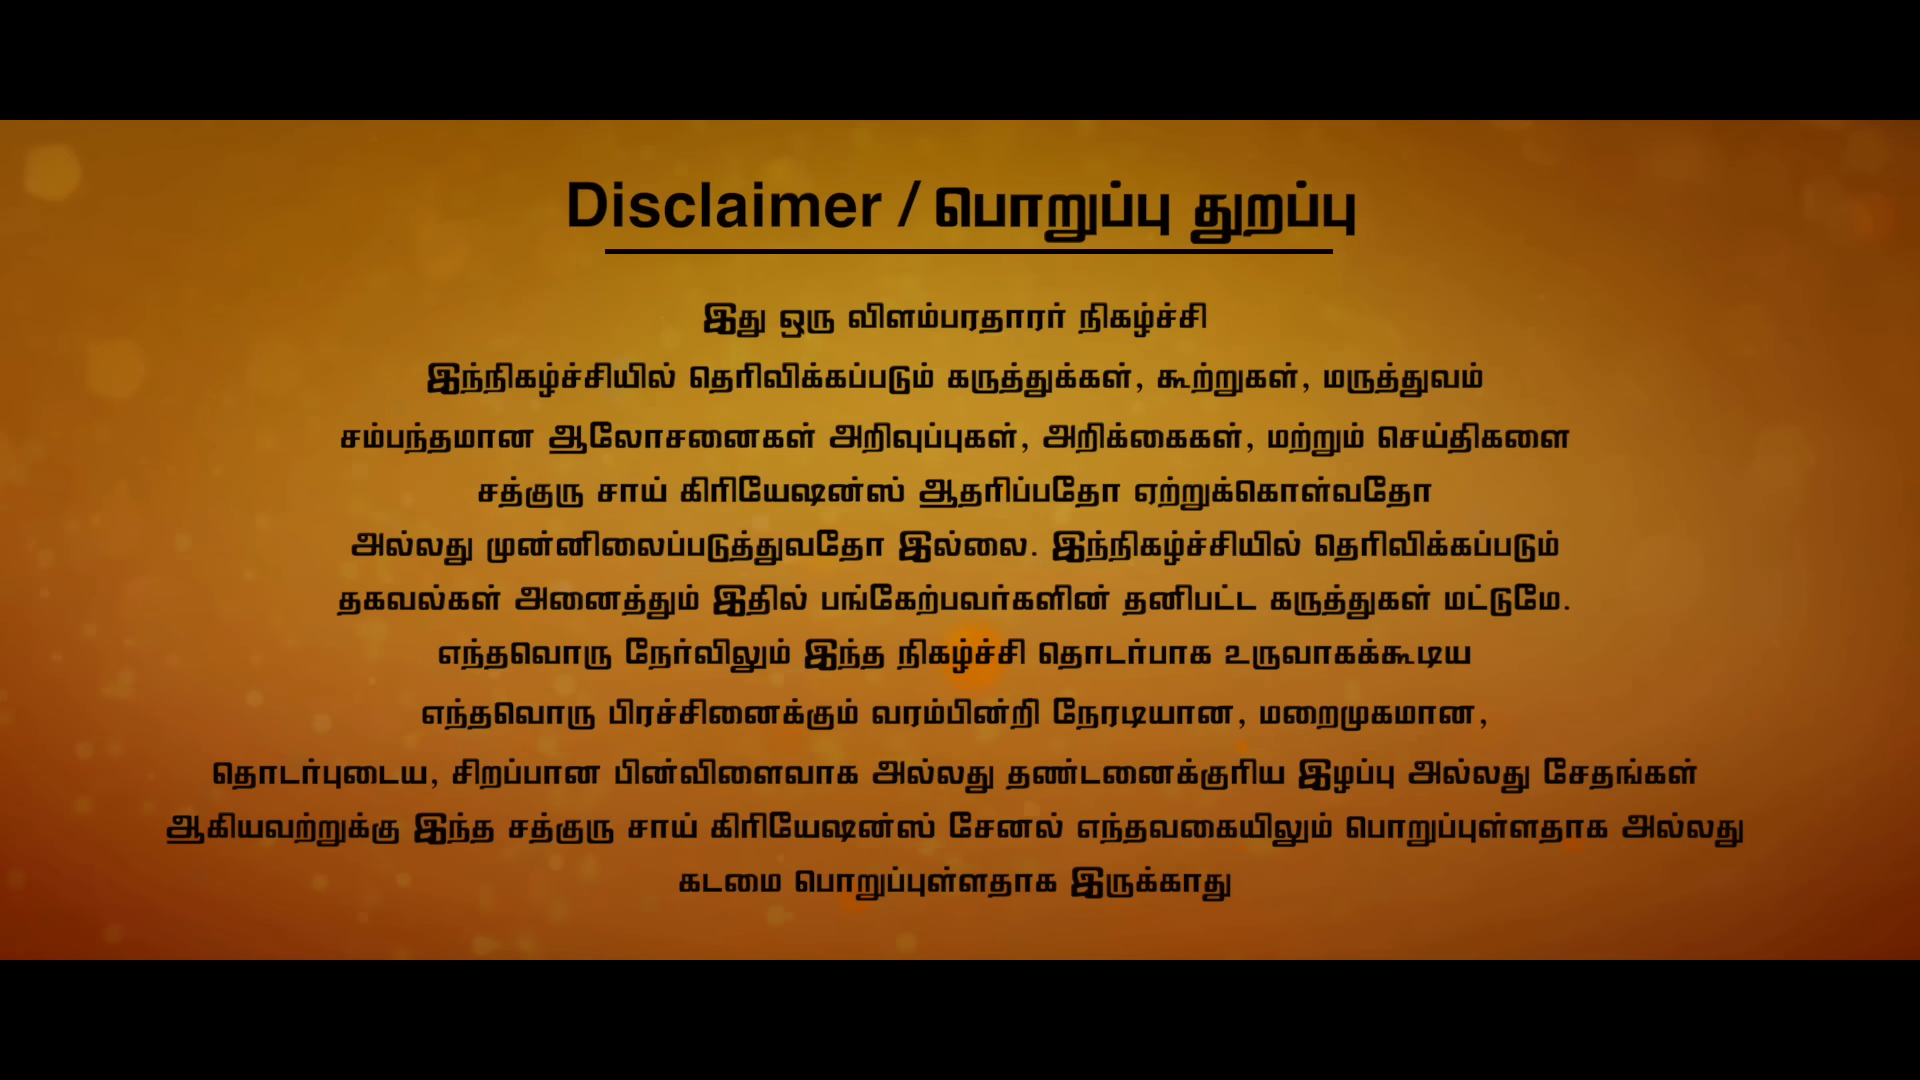 Disclaimer / பொறுப்பு துறப்பு
இது ஒரு விளம்பரதாரர் நிகழ்ச்சி
இந்நிகழ்ச்சியில் தெரிவிக்கப்படும் கருத்துக்கள், கூற்றுகள், மருத்துவம்
சம்பந்தமான ஆலோசனைகள் அறிவுப்புகள், அறிக்கைகள், மற்றும் செய்திகளை
சத்குரு சாய் கிரியேஷன்ஸ் ஆதரிப்பதோ ஏற்றுக்கொள்வதோ
அல்லது முன்னிலைப்படுத்துவதோ இல்லை. இந்நிகழ்ச்சியில் தெரிவிக்கப்படும்
தகவல்கள் அனைத்தும் இதில் பங்கேற்பவர்களின் தனிபட்ட கருத்துகள் மட்டுமே.
எந்தவொரு நேர்விலும் இந்த நிகழ்ச்சி தொடர்பாக உருவாகக்கூடிய
எந்தவொரு பிரச்சினைக்கும் வரம்பின்றி நேரடியான, மறைமுகமான,
தொடர்புடைய, சிறப்பான பின்விளைவாக அல்லது தண்டனைக்குரிய இழப்பு அல்லது சேதங்கள்
ஆகியவற்றுக்கு இந்த சத்குரு சாய் கிரியேஷன்ஸ் சேனல் எந்தவகையிலும் பொறுப்புள்ளதாக அல்லது
கடமை பொறுப்புள்ளதாக இருக்காது